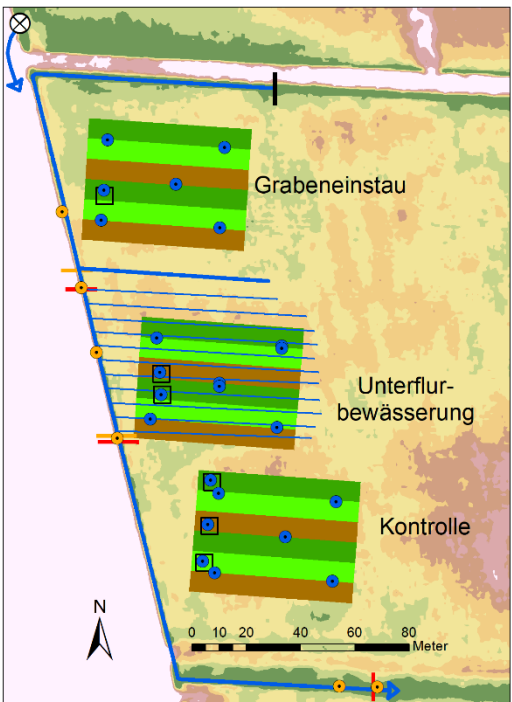 Grabeneinstau
Unterflur-
bewässerung
Kontrolle
N
0 10 20 40 60 80
Meter